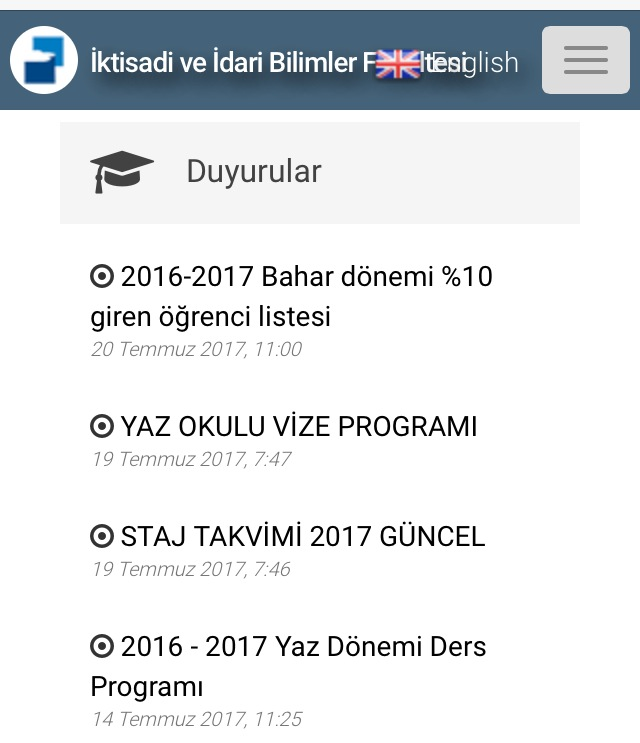 İktisadi ve İdari Bilimler F ltesi English
Duyurular
2016-2017 Bahar dönemi %10
giren öğrenci listesi
20 Temmuz 2017, 11:00
YAZ OKULU VİZE PROGRAMI
19 Temmuz 2017, 7:47
STAJ TAKVİMİ 2017 GÜNCEL
19 Temmuz 2017, 7:46
2016 - 2017 Yaz Dönemi Ders
Programı
14 Temmuz 2017, 11:25